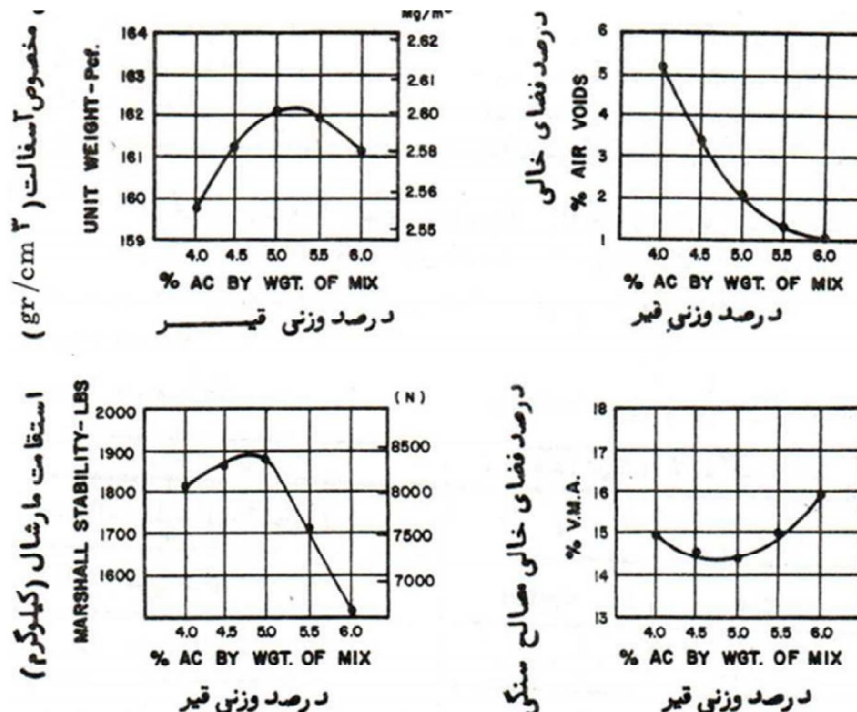 مخصوص آسفالت (gr/cm³)
UNIT WEIGHT-Pcf.
164
163
162
161
160
159
Mg/m³
2.62
2.61
2.60
2.58
2.56
2.55
4.0 4.5 5.0 5.5 6.0
% AC BY WGT. OF MIX
درصد وزنی قیــــر
درصد فضای خالی
% AIR VOIDS
6
5
4
3
2
1
4.0 4.5 5.0 5.5 6.0
% AC BY WGT. OF MIX
درصد وزنی قیر
استقامت مارشال (کیلوگرم)
MARSHALL STABILITY-LBS
2000
1900
1800
1700
1600
(N)
8500
8000
7500
7000
4.0 4.5 5.0 5.5 6.0
% AC BY WGT. OF MIX
درصد وزنی قیر
درصد فضای خالی مصالح سنگی
% V.M.A.
18
17
16
15
14
13
4.0 4.5 5.0 5.5 6.0
% AC BY WGT. OF MIX
درصد وزنی قیر